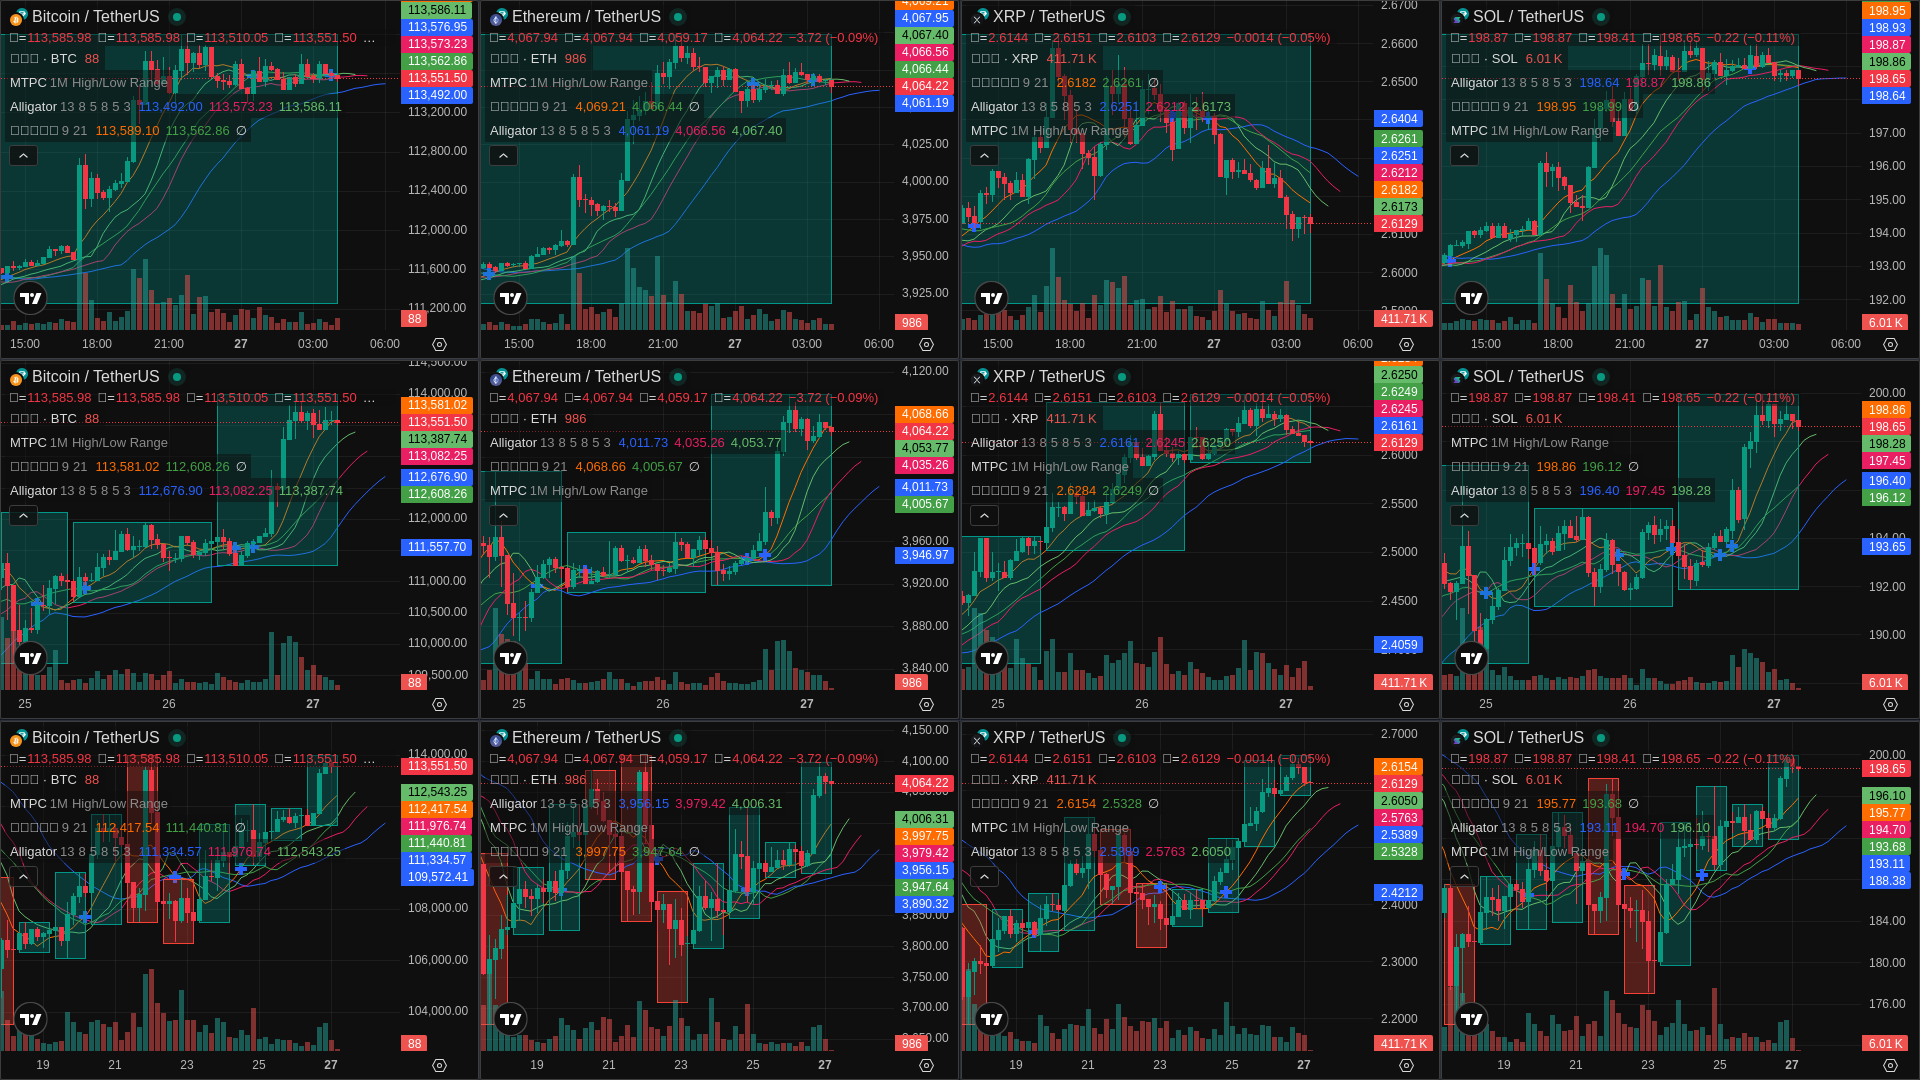 Bitcoin / TetherUS
□=113,585.98 □=113,585.98 □=113,510.05 □=113,551.50 …
□□□ · BTC 88
MTPC 1M High/Low Range
Alligator 13 8 5 8 5 3 113,492.00 113,573.23 113,586.11
□□□□□ 9 21 113,589.10 113,562.86 ∅
113,586.11
113,576.95
113,573.23
113,562.86
113,551.50
113,492.00
113,200.00
112,800.00
112,400.00
112,000.00
111,600.00
111,200.00
88
15:00 18:00 21:00 27 03:00 06:00
Ethereum / TetherUS
□=4,067.94 □=4,067.94 □=4,059.17 □=4,064.22 −3.72 (−0.09%)
□□□ · ETH 986
MTPC 1M High/Low Range
□□□□□ 9 21 4,069.21 4,066.44 ∅
Alligator 13 8 5 8 5 3 4,061.19 4,066.56 4,067.40
4,069.21
4,067.95
4,067.40
4,066.56
4,066.44
4,064.22
4,061.19
4,025.00
4,000.00
3,975.00
3,950.00
3,925.00
986
15:00 18:00 21:00 27 03:00 06:00
XRP / TetherUS
□=2.6144 □=2.6151 □=2.6103 □=2.6129 −0.0014 (−0.05%)
□□□ · XRP 411.71 K
□□□□□ 9 21 2.6182 2.6261 ∅
Alligator 13 8 5 8 5 3 2.6251 2.6212 2.6173
MTPC 1M High/Low Range
2.6700
2.6600
2.6500
2.6404
2.6261
2.6251
2.6212
2.6182
2.6173
2.6129
2.6100
2.6000
411.71 K
15:00 18:00 21:00 27 03:00 06:00
SOL / TetherUS
□=198.87 □=198.87 □=198.41 □=198.65 −0.22 (−0.11%)
□□□ · SOL 6.01 K
Alligator 13 8 5 8 5 3 198.64 198.87 198.86
□□□□□ 9 21 198.95 198.99 ∅
MTPC 1M High/Low Range
198.95
198.93
198.87
198.86
198.65
198.64
197.00
196.00
195.00
194.00
193.00
192.00
6.01 K
15:00 18:00 21:00 27 03:00 06:00
Bitcoin / TetherUS
□=113,585.98 □=113,585.98 □=113,510.05 □=113,551.50 …
□□□ · BTC 88
MTPC 1M High/Low Range
□□□□□ 9 21 113,581.02 112,608.26 ∅
Alligator 13 8 5 8 5 3 112,676.90 113,082.25 113,387.74
114,500.00
114,000.00
113,581.02
113,551.50
113,387.74
113,082.25
112,676.90
112,608.26
112,000.00
111,557.70
111,000.00
110,500.00
110,000.00
109,500.00
88
25 26 27
Ethereum / TetherUS
□=4,067.94 □=4,067.94 □=4,059.17 □=4,064.22 −3.72 (−0.09%)
□□□ · ETH 986
Alligator 13 8 5 8 5 3 4,011.73 4,035.26 4,053.77
□□□□□ 9 21 4,068.66 4,005.67 ∅
MTPC 1M High/Low Range
4,120.00
4,068.66
4,064.22
4,053.77
4,035.26
4,011.73
4,005.67
3,960.00
3,946.97
3,920.00
3,880.00
3,840.00
986
25 26 27
XRP / TetherUS
□=2.6144 □=2.6151 □=2.6103 □=2.6129 −0.0014 (−0.05%)
□□□ · XRP 411.71 K
Alligator 13 8 5 8 5 3 2.6161 2.6245 2.6250
MTPC 1M High/Low Range
□□□□□ 9 21 2.6284 2.6249 ∅
2.6250
2.6249
2.6245
2.6161
2.6129
2.6000
2.5500
2.5000
2.4500
2.4059
411.71 K
25 26 27
SOL / TetherUS
□=198.87 □=198.87 □=198.41 □=198.65 −0.22 (−0.11%)
□□□ · SOL 6.01 K
MTPC 1M High/Low Range
□□□□□ 9 21 198.86 196.12 ∅
Alligator 13 8 5 8 5 3 196.40 197.45 198.28
200.00
198.86
198.65
198.28
197.45
196.40
196.12
194.00
193.65
192.00
190.00
6.01 K
25 26 27
Bitcoin / TetherUS
□=113,585.98 □=113,585.98 □=113,510.05 □=113,551.50 …
□□□ · BTC 88
MTPC 1M High/Low Range
□□□□□ 9 21 112,417.54 111,440.81 ∅
Alligator 13 8 5 8 5 3 111,334.57 111,976.74 112,543.25
114,000.00
113,551.50
112,543.25
112,417.54
111,976.74
111,440.81
111,334.57
109,572.41
108,000.00
106,000.00
104,000.00
88
19 21 23 25 27
Ethereum / TetherUS
□=4,067.94 □=4,067.94 □=4,059.17 □=4,064.22 −3.72 (−0.09%)
□□□ · ETH 986
Alligator 13 8 5 8 5 3 3,956.15 3,979.42 4,006.31
MTPC 1M High/Low Range
□□□□□ 9 21 3,997.75 3,947.64 ∅
4,150.00
4,100.00
4,064.22
4,006.31
3,997.75
3,979.42
3,956.15
3,947.64
3,890.32
3,850.00
3,800.00
3,750.00
3,700.00
986
19 21 23 25 27
XRP / TetherUS
□=2.6144 □=2.6151 □=2.6103 □=2.6129 −0.0014 (−0.05%)
□□□ · XRP 411.71 K
□□□□□ 9 21 2.6154 2.5328 ∅
MTPC 1M High/Low Range
Alligator 13 8 5 8 5 3 2.5389 2.5763 2.6050
2.7000
2.6154
2.6129
2.6050
2.5763
2.5389
2.5328
2.4212
2.4000
2.3000
2.2000
411.71 K
19 21 23 25 27
SOL / TetherUS
□=198.87 □=198.87 □=198.41 □=198.65 −0.22 (−0.11%)
□□□ · SOL 6.01 K
□□□□□ 9 21 195.77 193.68 ∅
Alligator 13 8 5 8 5 3 193.11 194.70 196.10
MTPC 1M High/Low Range
200.00
198.65
196.10
195.77
194.70
193.68
193.11
188.38
184.00
180.00
176.00
6.01 K
19 21 23 25 27